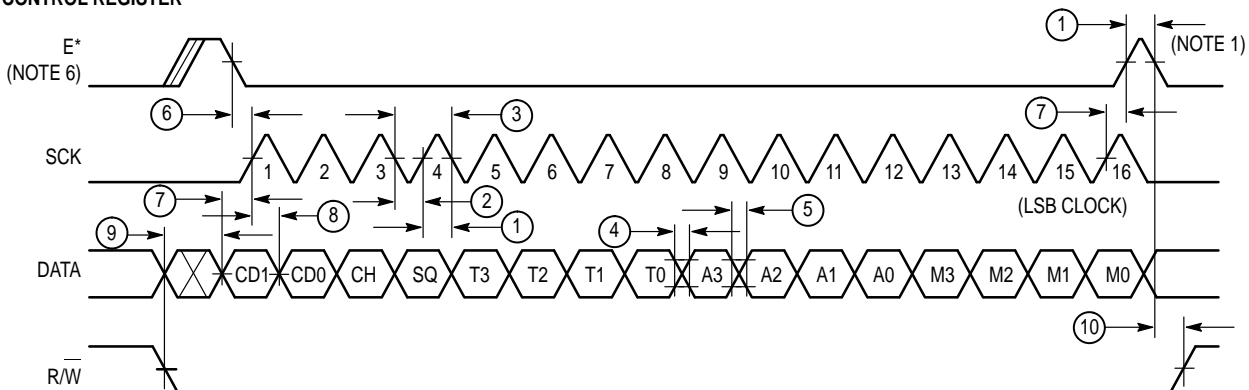 CONTROL REGISTER
E*
(NOTE 6)
1
(NOTE 1)
6
3
7
SCK
1 2 3 4 5 6 7 8 9 10 11 12 13 14 15 16
(LSB CLOCK)
7
8
2
5
9
1
4
DATA
CD1 CD0 CH SQ T3 T2 T1 T0 A3 A2 A1 A0 M3 M2 M1 M0
10
R/W̅